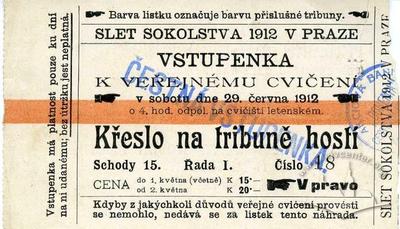 Barva lístku označuje barvu příslušné tribuny.
SLET SOKOLSTVA 1912 V PRAZE
VSTUPENKA
K VEŘEJNÉMU CVIČENÍ
v sobotu dne 29. června 1912
o 4. hod. odpol. na cvičišti letenském.
ČESTNÁ VSTUPENKA!
Křeslo na tribuně hostí
Schody 15. Řada I. Číslo 18
CENA do 1. května (včetně) K 15·—
od 2. května K 20·—
V pravo
Kdyby z jakýchkoli důvodů veřejné cvičení provésti
se nemohlo, nedává se za lístek tento náhrada.
Vstupenka má platnost pouze ku dni
na ni udanému; bez útržku jest neplatná.
SLET SOKOLSTVA 1912 V PRAZE